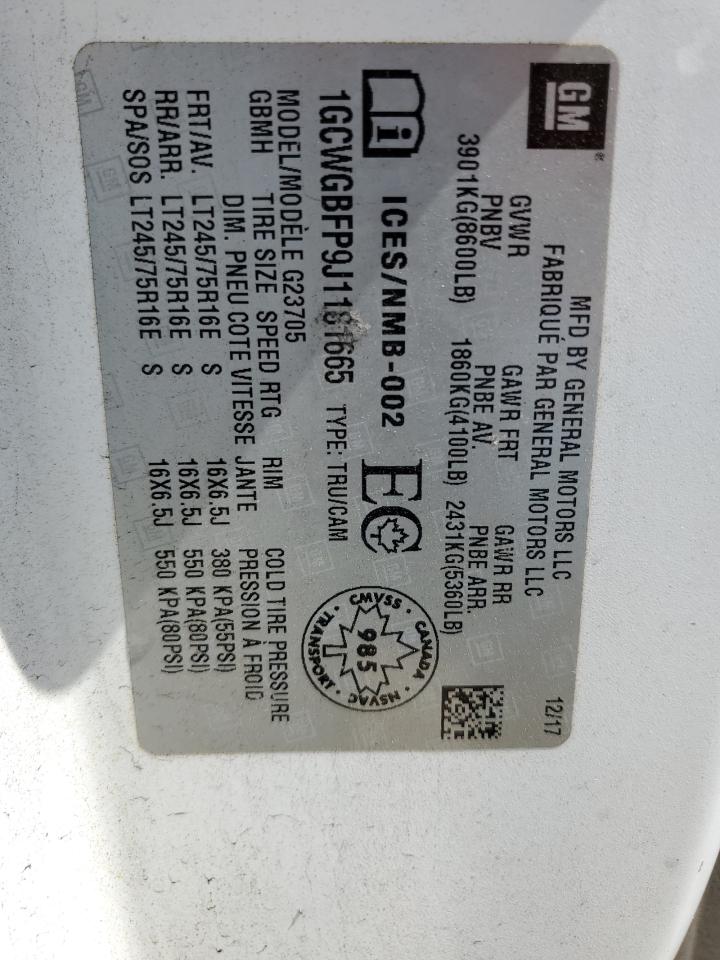 GM
MFD BY GENERAL MOTORS LLC
FABRIQUÉ PAR GENERAL MOTORS LLC
12/17
GVWR GAWR FRT GAWR RR
PNBV PNBE AV. PNBE ARR.
3901KG(8600LB) 1860KG(4100LB) 2431KG(5360LB)
i ICES/NMB-002 EC
CMVSS · CANADA · NSVAC · TRANSPORT ·
985
1GCWGBFP9J1181665 TYPE: TRU/CAM
MODEL/MODÈLE G23705
GBMH TIRE SIZE SPEED RTG RIM COLD TIRE PRESSURE
DIM. PNEU COTE VITESSE JANTE PRESSION À FROID
FRT/AV. LT245/75R16E S 16X6.5J 380 KPA(55PSI)
RR/ARR. LT245/75R16E S 16X6.5J 550 KPA(80PSI)
SPA/SOS LT245/75R16E S 16X6.5J 550 KPA(80PSI)